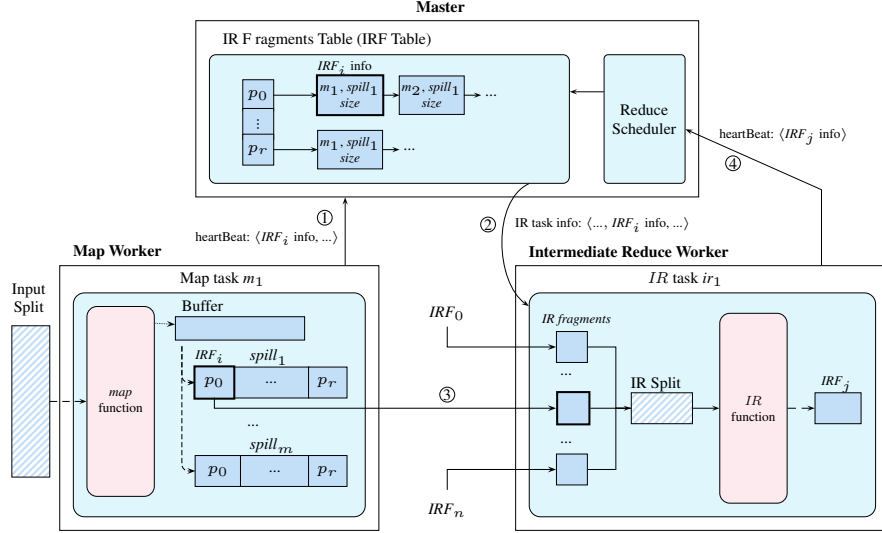 Master
IR F ragments Table (IRF Table)
IRF_i info
p_0
m_1, spill_1
size
m_2, spill_1
size
...
⋮
p_r
m_1, spill_1
size
...
Reduce
Scheduler
heartBeat: ⟨IRF_j info⟩
④
①
heartBeat: ⟨IRF_i info, ...⟩
②
IR task info: ⟨..., IRF_i info, ...⟩
Map Worker
Map task m_1
Input
Split
Buffer
map
function
IRF_i
spill_1
p_0
...
p_r
...
spill_m
p_0
...
p_r
③
IRF_0
IRF_n
Intermediate Reduce Worker
IR task ir_1
IR fragments
...
...
IR Split
IR
function
IRF_j